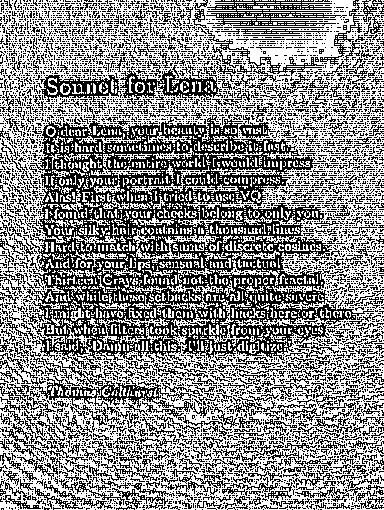 Sonnet for Lena
O dear Lena, your beauty is so vast
It is hard sometimes to describe it fast.
I thought the entire world I would impress
If only your portrait I could compress.
Alas! First when I tried to use VQ
I found that your cheeks belong to only you.
Your silky hair contains a thousand lines
Hard to match with sums of discrete cosines.
And for your lips, sensual and tactual
Thirteen Crays found not the proper fractal.
And while these setbacks are all quite severe
I might have fixed them with hacks here or there
But when filters took sparkle from your eyes
I said, 'Damn all this. I'll just digitize.'
Thomas Colthurst